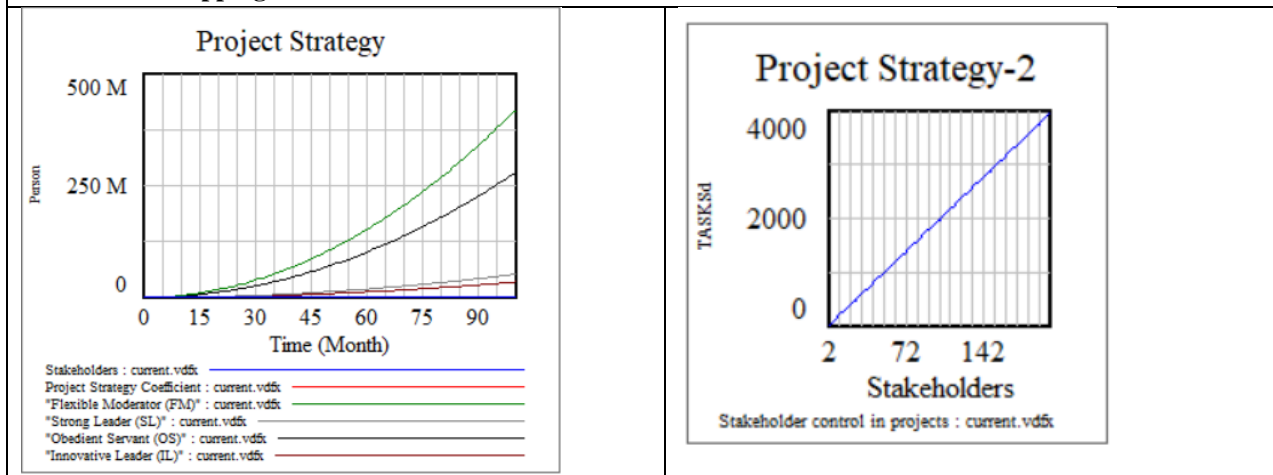 Project Strategy
500 M
250 M
0
Person
0 15 30 45 60 75 90
Time (Month)
Stakeholders : current.vdfx
Project Strategy Coefficient : current.vdfx
"Flexible Moderator (FM)" : current.vdfx
"Strong Leader (SL)" : current.vdfx
"Obedient Servant (OS)" : current.vdfx
"Innovative Leader (IL)" : current.vdfx
Project Strategy-2
4000
2000
0
TASKSd
2 72 142
Stakeholders
Stakeholder control in projects : current.vdfx